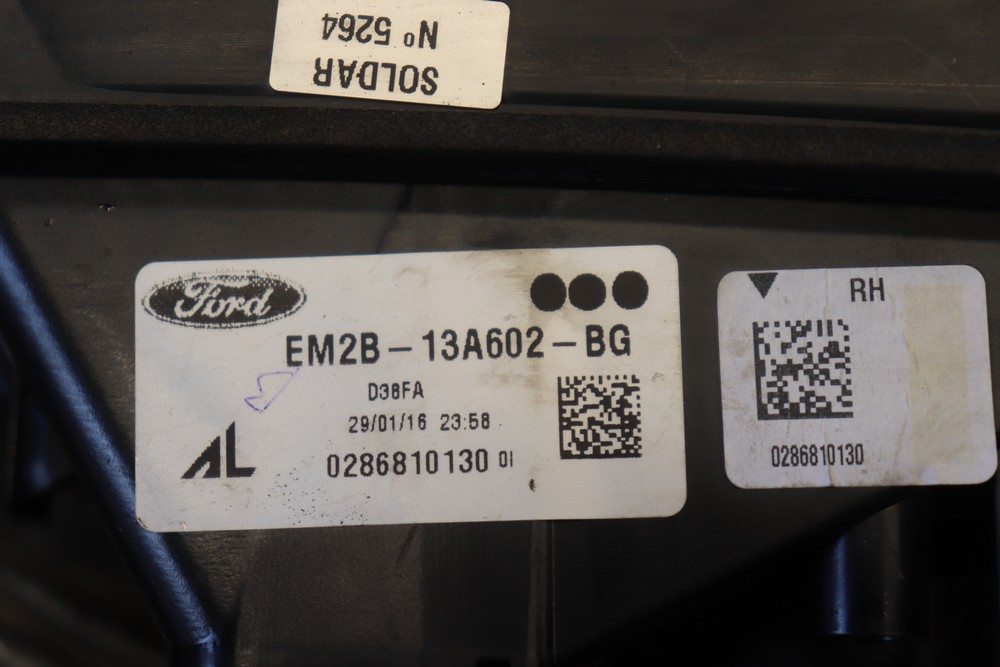 SOLDAR
Nº 5264
Ford
EM2B - 13A602 - BG
D38FA
29/01/16 23:58
AL
0286810130 01
RH
0286810130